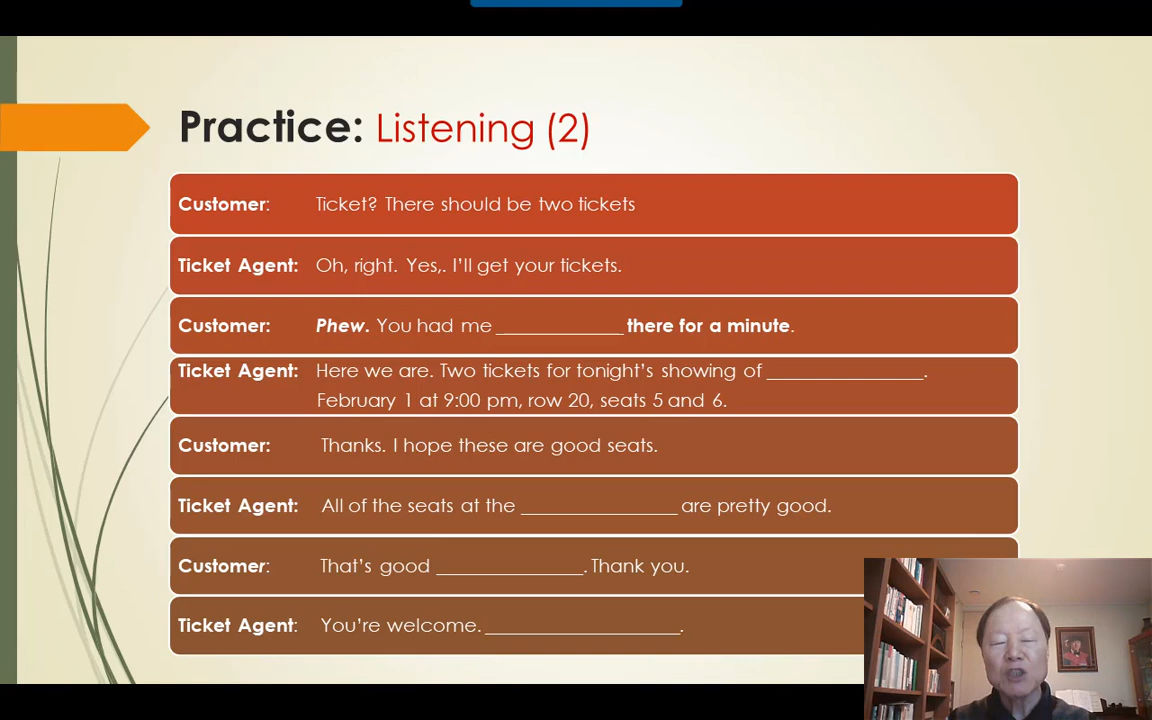 Practice: Listening (2)
Customer: Ticket? There should be two tickets
Ticket Agent: Oh, right. Yes,. I’ll get your tickets.
Customer: Phew. You had me ____________ there for a minute.
Ticket Agent: Here we are. Two tickets for tonight’s showing of _______________.
February 1 at 9:00 pm, row 20, seats 5 and 6.
Customer: Thanks. I hope these are good seats.
Ticket Agent: All of the seats at the _______________ are pretty good.
Customer: That’s good ______________. Thank you.
Ticket Agent: You’re welcome. ___________________.